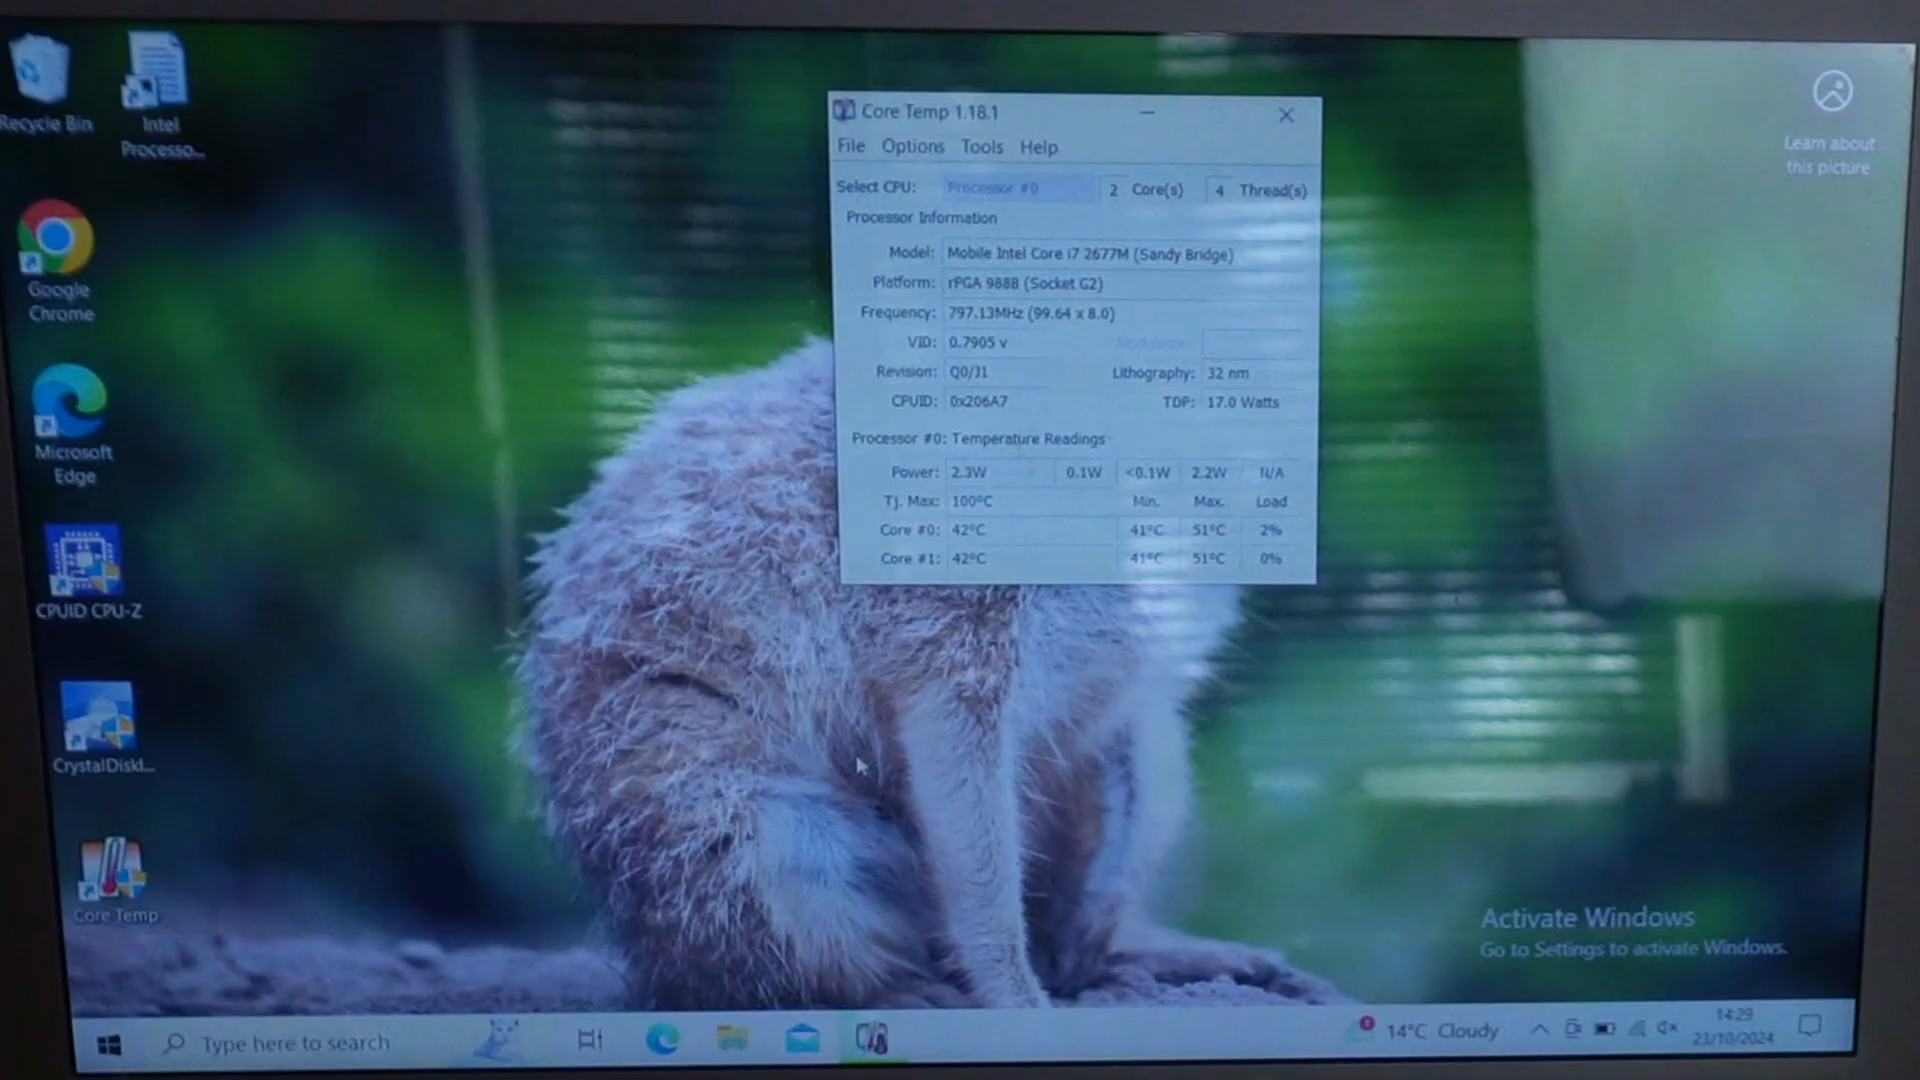 Recycle Bin
Intel
Processo...
Google
Chrome
Microsoft
Edge
CPUID CPU-Z
CrystalDiskI...
Core Temp
Core Temp 1.18.1
File Options Tools Help
Select CPU: Processor #0 2 Core(s) 4 Thread(s)
Processor Information
Model: Mobile Intel Core i7 2677M (Sandy Bridge)
Platform: rPGA 988B (Socket G2)
Frequency: 797.13MHz (99.64 x 8.0)
VID: 0.7905 v
Revision: Q0/J1 Lithography: 32 nm
CPUID: 0x206A7 TDP: 17.0 Watts
Processor #0: Temperature Readings
Power: 2.3W 0.1W <0.1W 2.2W N/A
Tj. Max: 100°C Min. Max. Load
Core #0: 42°C 41°C 51°C 2%
Core #1: 42°C 41°C 51°C 0%
Learn about
this picture
Activate Windows
Go to Settings to activate Windows.
Type here to search
14°C Cloudy
14:29
23/10/2024